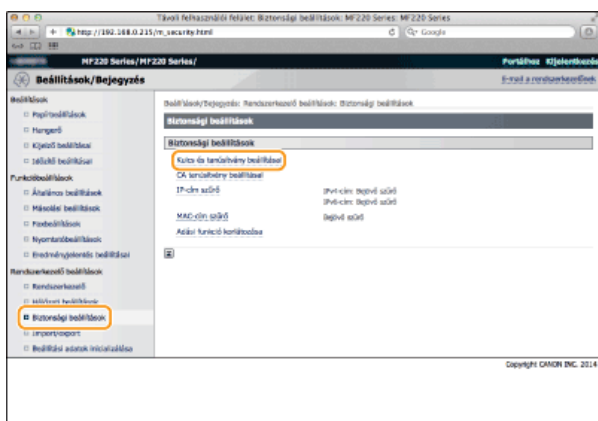 Távoli felhasználói felület: Biztonsági beállítások: MF220 Series: MF220 Series
http://192.168.0.215/m_security.html
Google
MF220 Series/MF220 Series/
Portálhoz Kijelentkezés
Beállítások/Bejegyzés
E-mail a rendszerkezelőnek
Beállítások
Papírbeállítások
Hangerő
Kijelző beállításai
Időzítő beállításai
Funkcióbeállítások
Általános beállítások
Másolási beállítások
Faxbeállítások
Nyomtatóbeállítások
Eredményjelentés beállításai
Rendszerkezelő beállítások
Rendszerkezelő
Hálózati beállítások
Biztonsági beállítások
Import/export
Beállítási adatok inicializálása
Beállítások/Bejegyzés: Rendszerkezelő beállítások: Biztonsági beállítások
Biztonsági beállítások
Biztonsági beállítások
Kulcs és tanúsítvány beállításai
CA tanúsítvány beállításai
IP-cím szűrő
IPv4-cím: Bejövő szűrő
IPv6-cím: Bejövő szűrő
MAC-cím szűrő
Bejövő szűrő
Adási funkció korlátozása
Copyright CANON INC. 2014